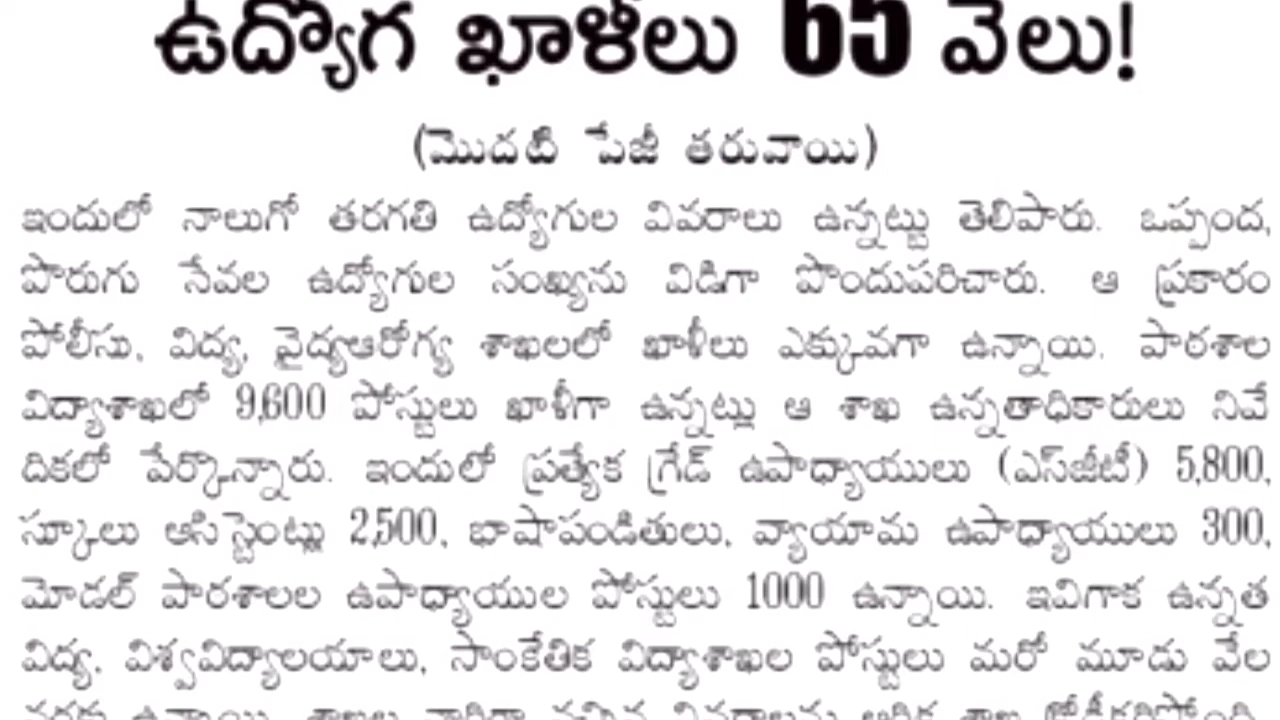 ఉద్యోగ ఖాళీలు 65 వేలు!
(మొదటి పేజీ తరువాయి)
ఇందులో నాలుగో తరగతి ఉద్యోగుల వివరాలు ఉన్నట్టు తెలిపారు. ఒప్పంద,
పొరుగు సేవల ఉద్యోగుల సంఖ్యను విడిగా పొందుపరిచారు. ఆ ప్రకారం
పోలీసు, విద్య, వైద్యఆరోగ్య శాఖలలో ఖాళీలు ఎక్కువగా ఉన్నాయి. పాఠశాల
విద్యాశాఖలో 9,600 పోస్టులు ఖాళీగా ఉన్నట్లు ఆ శాఖ ఉన్నతాధికారులు నివే
దికలో పేర్కొన్నారు. ఇందులో ప్రత్యేక గ్రేడ్ ఉపాధ్యాయులు (ఎస్‌జీటీ) 5,800,
స్కూలు అసిస్టెంట్లు 2,500, భాషాపండితులు, వ్యాయామ ఉపాధ్యాయులు 300,
మోడల్ పాఠశాలల ఉపాధ్యాయుల పోస్టులు 1000 ఉన్నాయి. ఇవిగాక ఉన్నత
విద్య, విశ్వవిద్యాలయాలు, సాంకేతిక విద్యాశాఖల పోస్టులు మరో మూడు వేల